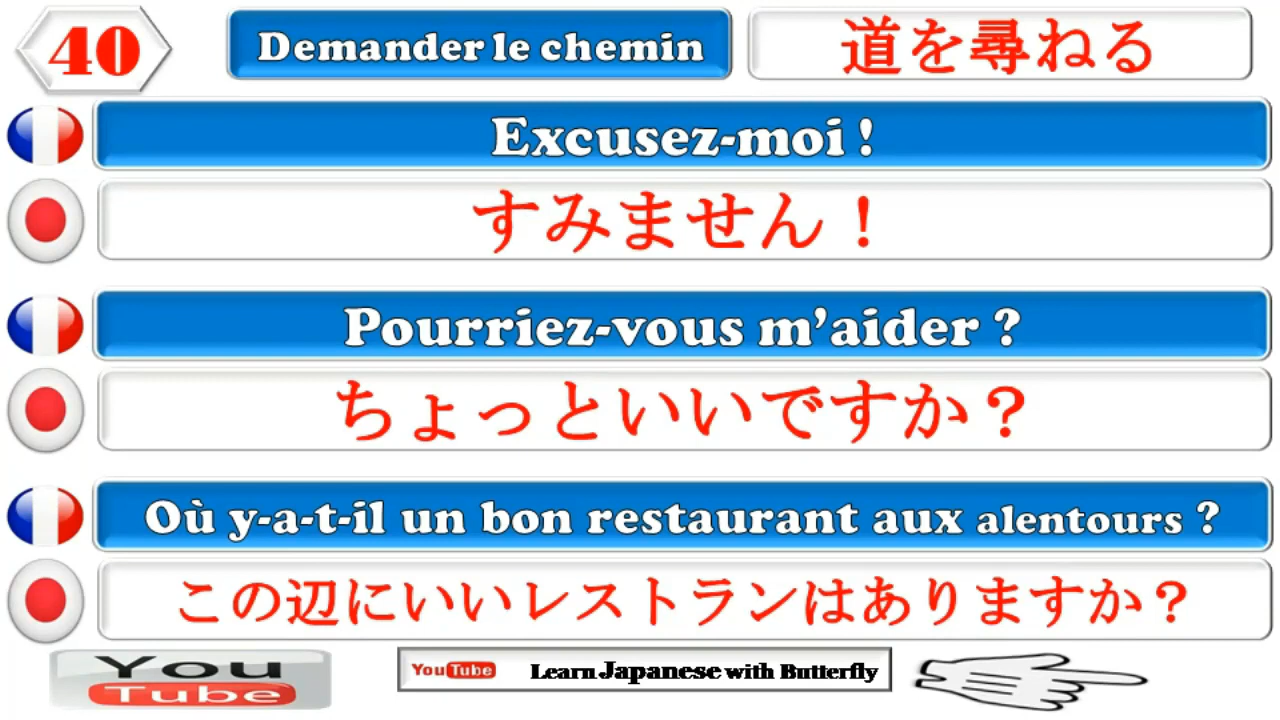 40
Demander le chemin
道を尋ねる
Excusez-moi !
すみません！
Pourriez-vous m’aider ?
ちょっといいですか？
Où y-a-t-il un bon restaurant aux alentours ?
この辺にいいレストランはありますか？
You
Tube
YouTube Learn Japanese with Butterfly